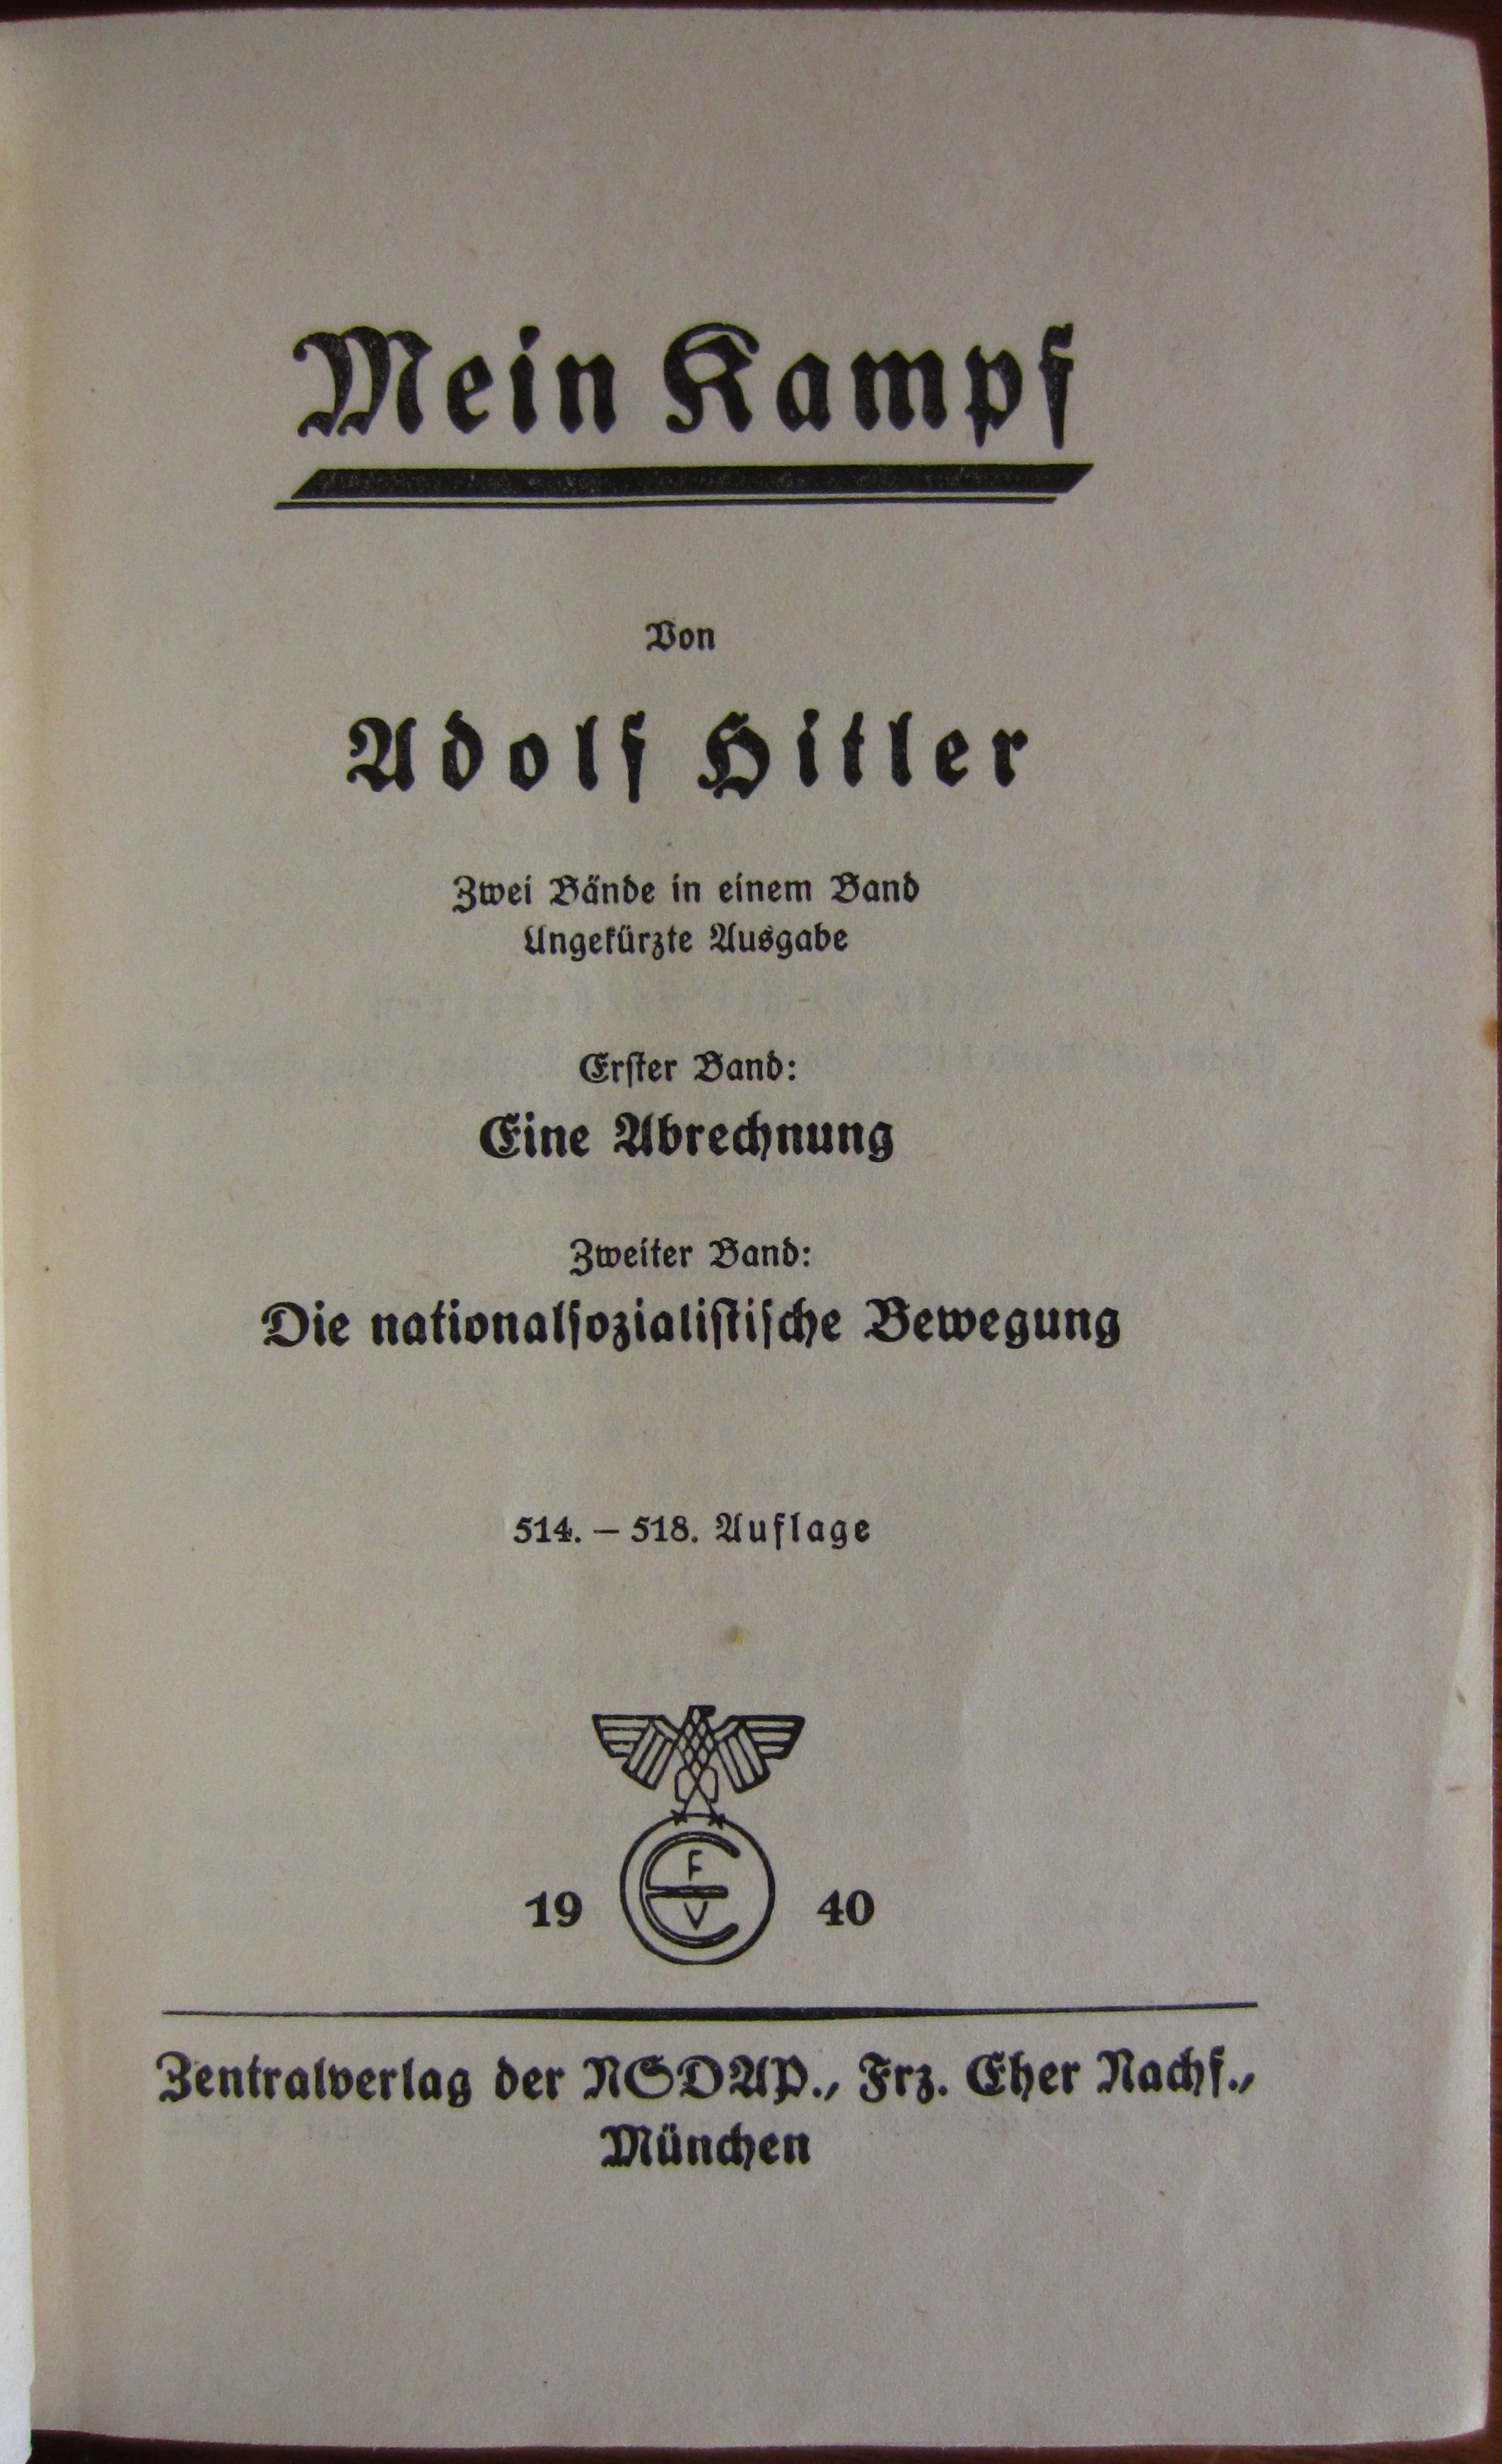 Mein Kampf
Von
Adolf Hitler
Zwei Bände in einem Band
Ungekürzte Ausgabe
Erſter Band:
Eine Abrechnung
Zweiter Band:
Die nationalſozialiſtiſche Bewegung
514. – 518. Auflage
F
E
V
19 40
Zentralverlag der NSDAP., Frz. Eher Nachf.,
München